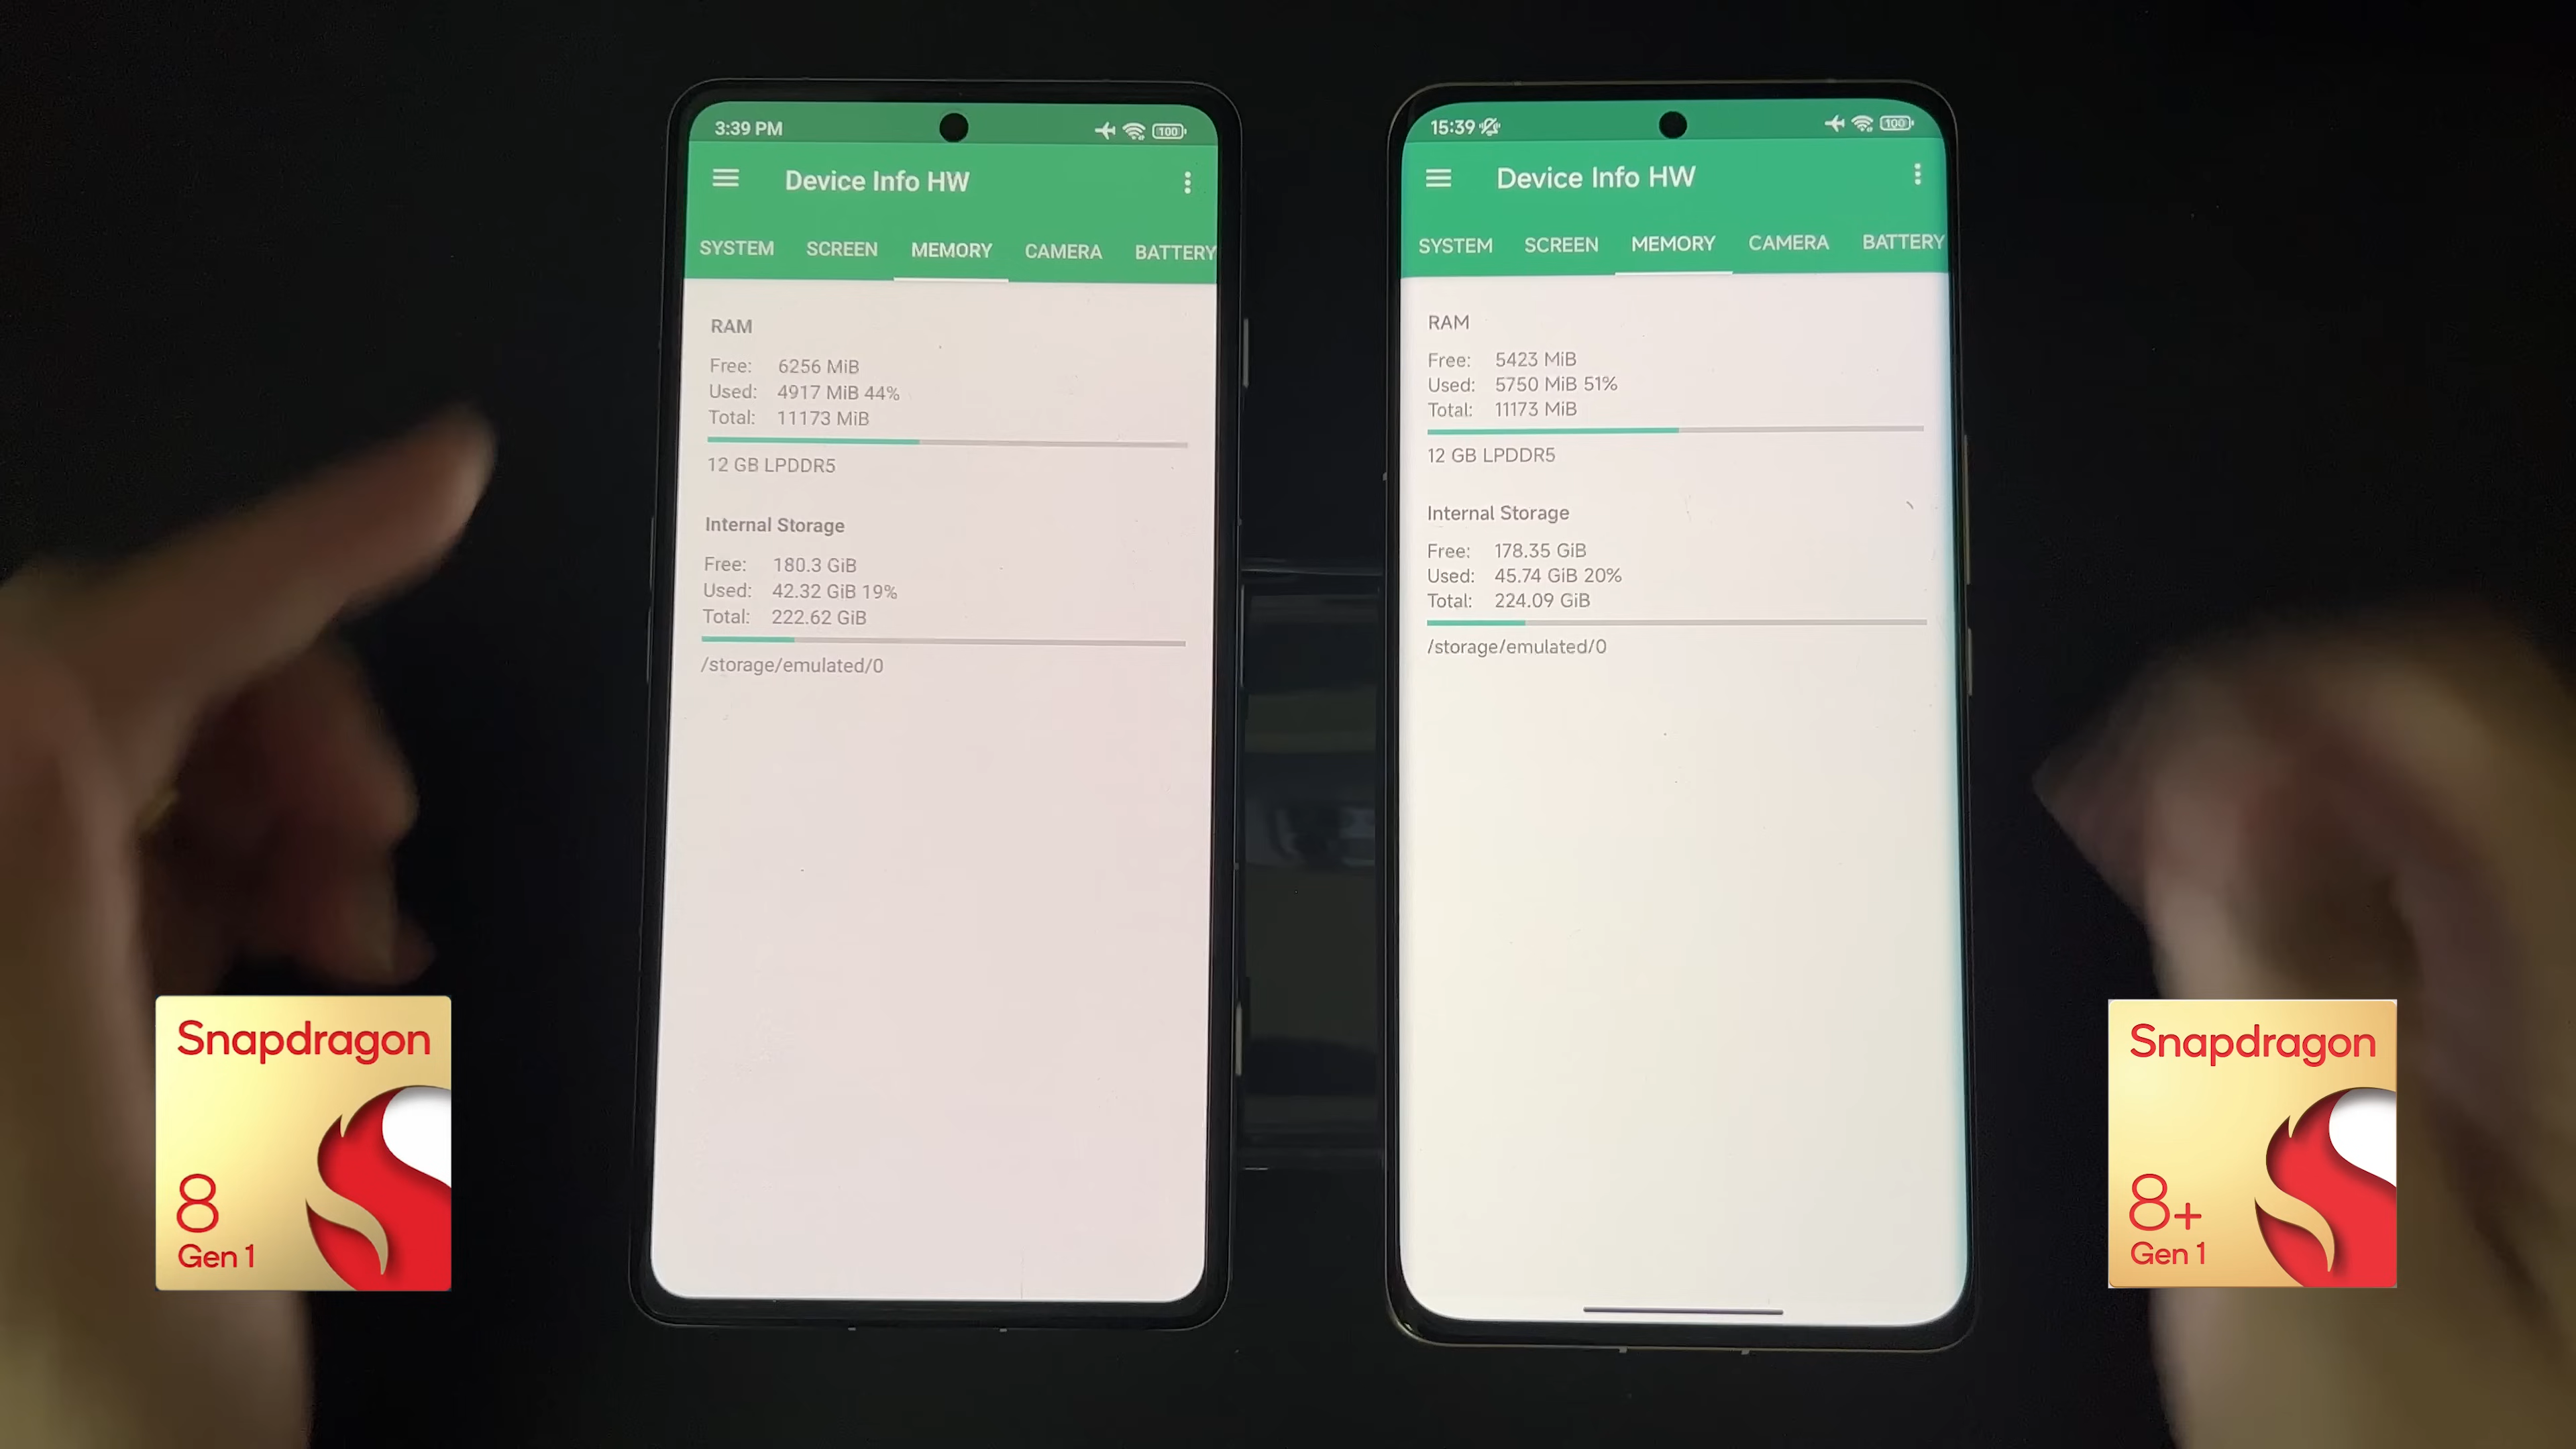 3:39 PM
100
Device Info HW
SYSTEM SCREEN MEMORY CAMERA BATTERY
RAM
Free: 6256 MiB
Used: 4917 MiB 44%
Total: 11173 MiB
12 GB LPDDR5
Internal Storage
Free: 180.3 GiB
Used: 42.32 GiB 19%
Total: 222.62 GiB
/storage/emulated/0
15:39
100
Device Info HW
SYSTEM SCREEN MEMORY CAMERA BATTERY
RAM
Free: 5423 MiB
Used: 5750 MiB 51%
Total: 11173 MiB
12 GB LPDDR5
Internal Storage
Free: 178.35 GiB
Used: 45.74 GiB 20%
Total: 224.09 GiB
/storage/emulated/0
Snapdragon
8
Gen 1
Snapdragon
8+
Gen 1